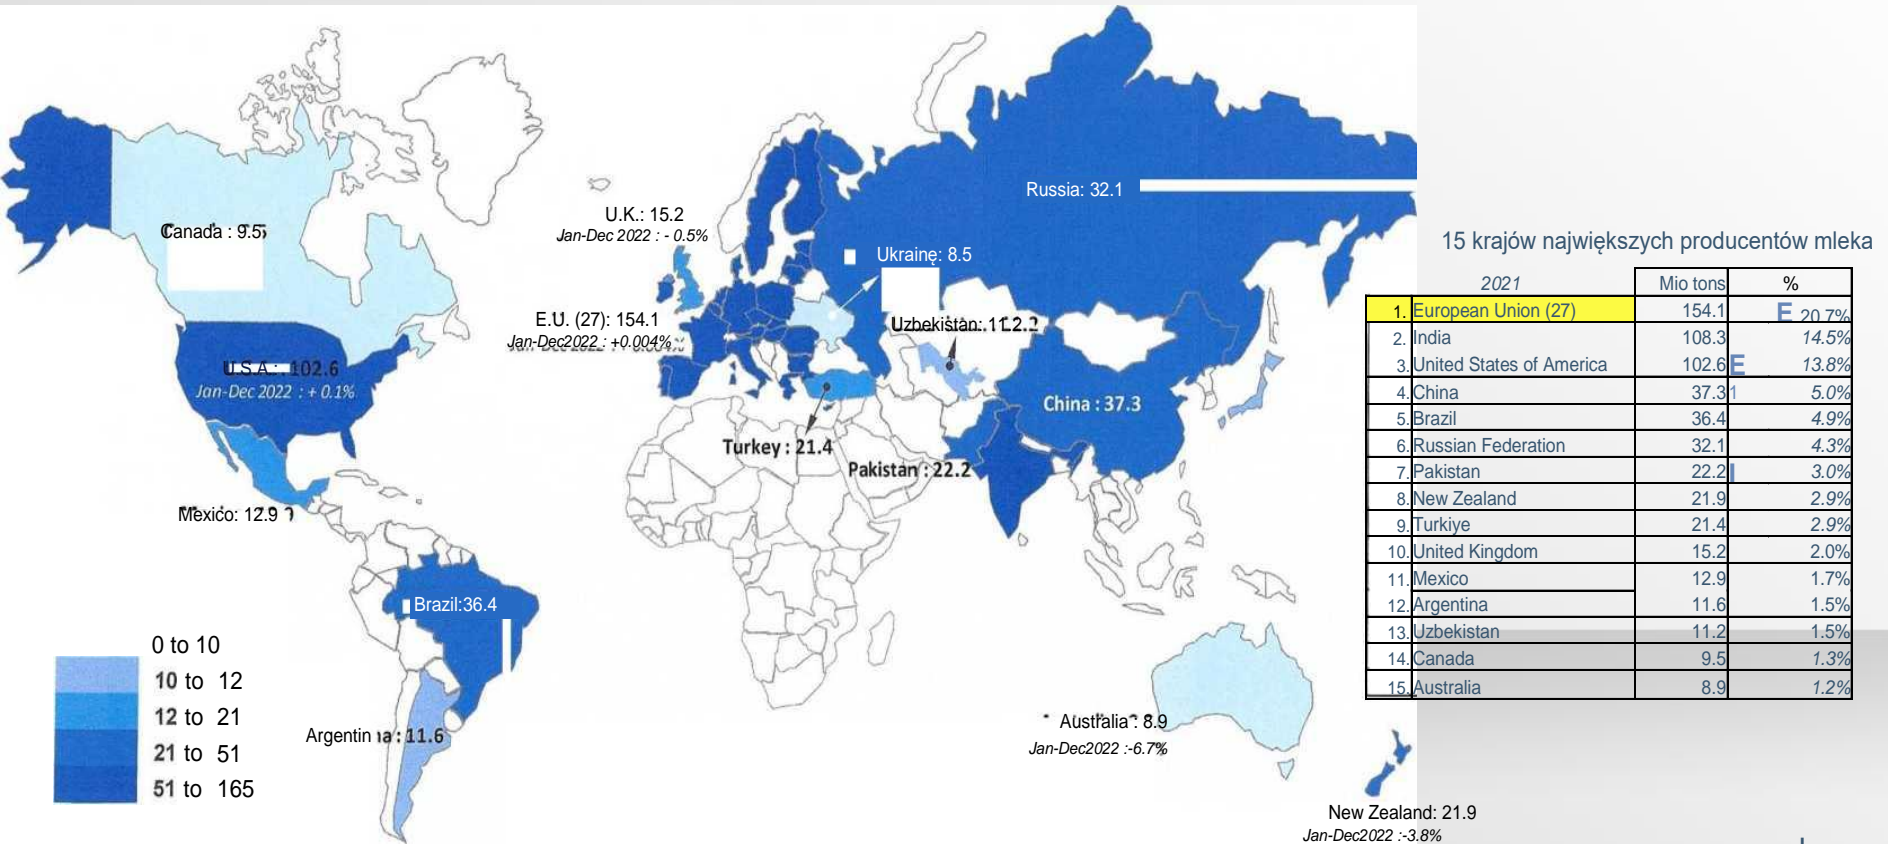 Russia: 32.1
U.K.: 15.2
Jan-Dec 2022 : - 0.5%
Canada : 9.5
Ukrainę: 8.5
E.U. (27): 154.1
Jan-Dec2022 : +0.004%
Uzbekistan: 11.2
U.S.A.: 102.6
Jan-Dec 2022 : + 0.1%
China : 37.3
Turkey : 21.4
Pakistan : 22.2
Mexico: 12.9
Brazil:36.4
Argentina : 11.6
Australia : 8.9
Jan-Dec2022 :-6.7%
New Zealand: 21.9
Jan-Dec2022 :-3.8%
0 to 10
10 to 12
12 to 21
21 to 51
51 to 165
15 krajów największych producentów mleka
2021 Mio tons %
1. European Union (27) 154.1 E 20.7%
2. India 108.3 14.5%
3. United States of America 102.6 E 13.8%
4. China 37.3 1 5.0%
5. Brazil 36.4 4.9%
6. Russian Federation 32.1 4.3%
7. Pakistan 22.2 3.0%
8. New Zealand 21.9 2.9%
9. Turkiye 21.4 2.9%
10. United Kingdom 15.2 2.0%
11. Mexico 12.9 1.7%
12. Argentina 11.6 1.5%
13. Uzbekistan 11.2 1.5%
14. Canada 9.5 1.3%
15. Australia 8.9 1.2%